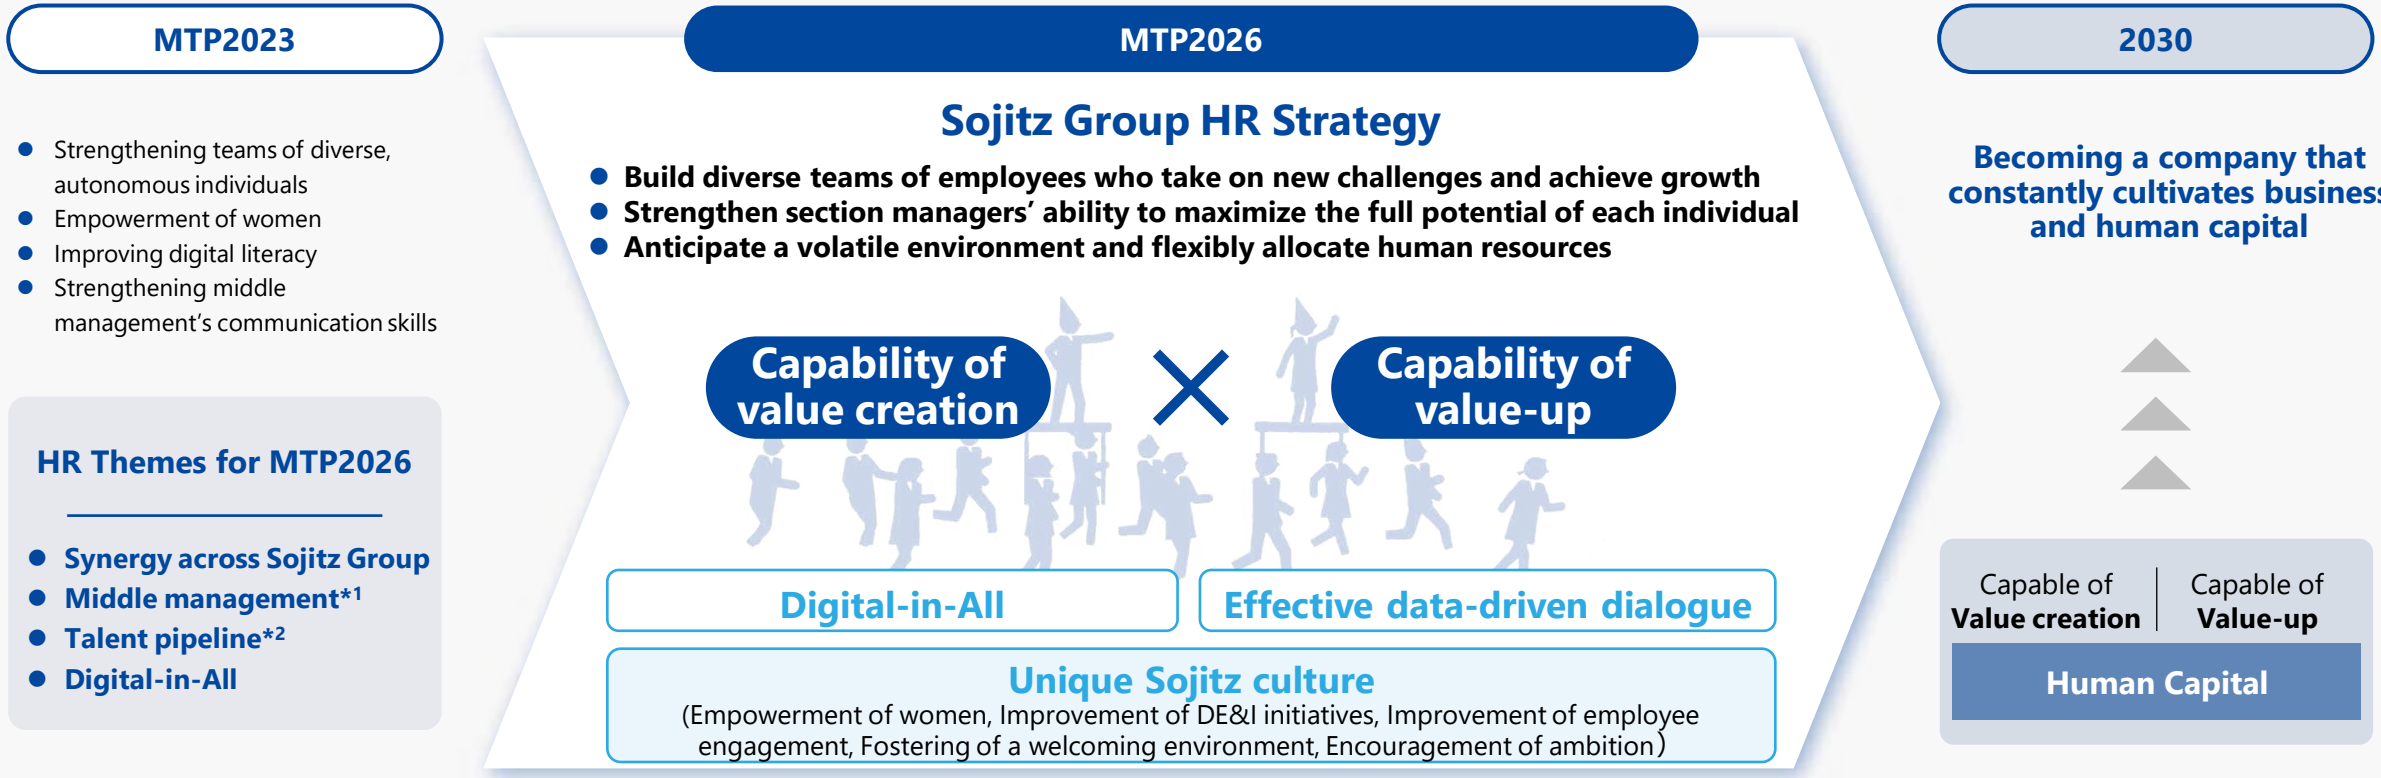 MTP2023
● Strengthening teams of diverse,
autonomous individuals
● Empowerment of women
● Improving digital literacy
● Strengthening middle
management's communication skills
HR Themes for MTP2026
● Synergy across Sojitz Group
● Middle management*1
● Talent pipeline*2
● Digital-in-All
MTP2026
Sojitz Group HR Strategy
● Build diverse teams of employees who take on new challenges and achieve growth
● Strengthen section managers' ability to maximize the full potential of each individual
● Anticipate a volatile environment and flexibly allocate human resources
Capability of
value creation
×
Capability of
value-up
Digital-in-All
Effective data-driven dialogue
Unique Sojitz culture
(Empowerment of women, Improvement of DE&I initiatives, Improvement of employee
engagement, Fostering of a welcoming environment, Encouragement of ambition）
2030
Becoming a company that
constantly cultivates business
and human capital
Capable of
Value creation
Capable of
Value-up
Human Capital